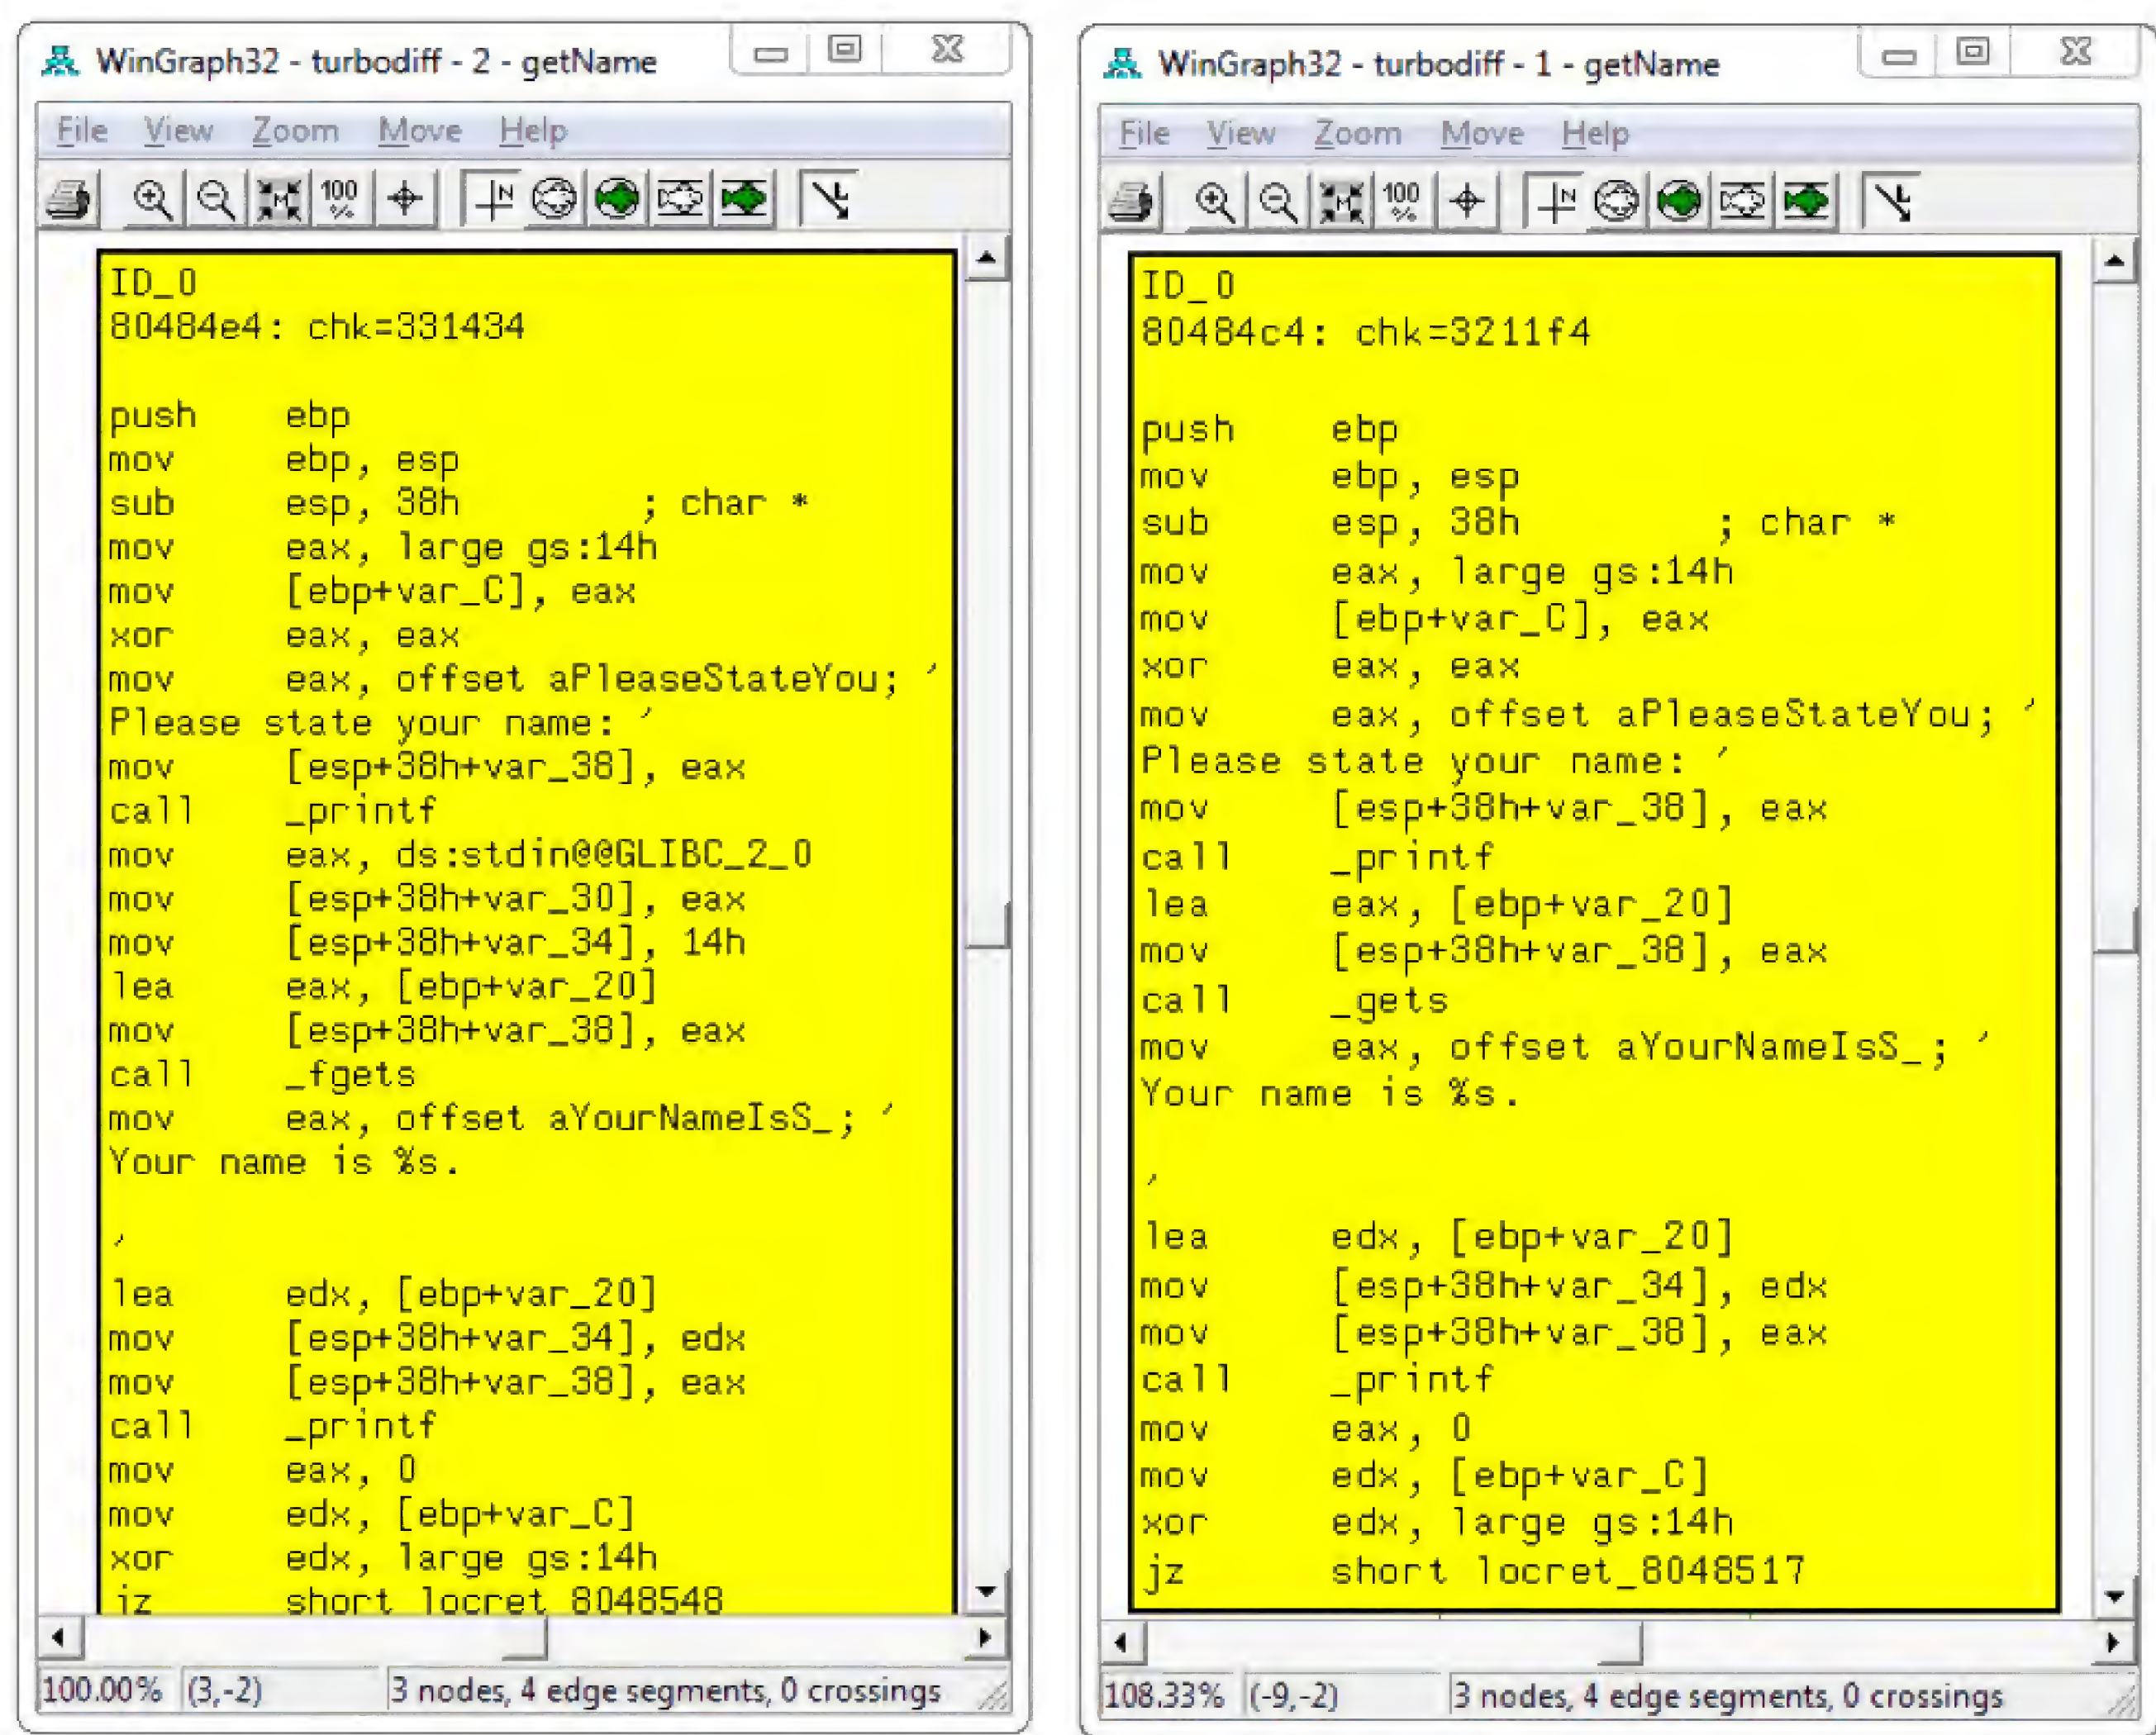 WinGraph32 - turbodiff - 2 - getName
File View Zoom Move Help
100 %
N
ID_0
80484e4: chk=331434
push ebp
mov ebp, esp
sub esp, 38h ; char *
mov eax, large gs:14h
mov [ebp+var_C], eax
xor eax, eax
mov eax, offset aPleaseStateYou; '
Please state your name: '
mov [esp+38h+var_38], eax
call _printf
mov eax, ds:stdin@@GLIBC_2_0
mov [esp+38h+var_30], eax
mov [esp+38h+var_34], 14h
lea eax, [ebp+var_20]
mov [esp+38h+var_38], eax
call _fgets
mov eax, offset aYourNameIsS_; '
Your name is %s.
'
lea edx, [ebp+var_20]
mov [esp+38h+var_34], edx
mov [esp+38h+var_38], eax
call _printf
mov eax, 0
mov edx, [ebp+var_C]
xor edx, large gs:14h
jz short locret_8048548
100.00% (3,-2) 3 nodes, 4 edge segments, 0 crossings
WinGraph32 - turbodiff - 1 - getName
File View Zoom Move Help
100 %
N
ID_0
80484c4: chk=3211f4
push ebp
mov ebp, esp
sub esp, 38h ; char *
mov eax, large gs:14h
mov [ebp+var_C], eax
xor eax, eax
mov eax, offset aPleaseStateYou; '
Please state your name: '
mov [esp+38h+var_38], eax
call _printf
lea eax, [ebp+var_20]
mov [esp+38h+var_38], eax
call _gets
mov eax, offset aYourNameIsS_; '
Your name is %s.
'
lea edx, [ebp+var_20]
mov [esp+38h+var_34], edx
mov [esp+38h+var_38], eax
call _printf
mov eax, 0
mov edx, [ebp+var_C]
xor edx, large gs:14h
jz short locret_8048517
108.33% (-9,-2) 3 nodes, 4 edge segments, 0 crossings